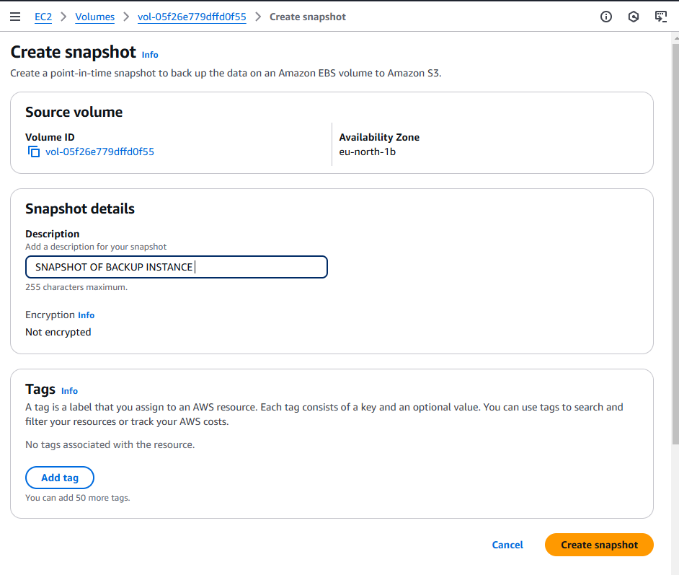 EC2 > Volumes > vol-05f26e779dffd0f55 > Create snapshot
Create snapshot Info
Create a point-in-time snapshot to back up the data on an Amazon EBS volume to Amazon S3.
Source volume
Volume ID
vol-05f26e779dffd0f55
Availability Zone
eu-north-1b
Snapshot details
Description
Add a description for your snapshot
SNAPSHOT OF BACKUP INSTANCE
255 characters maximum.
Encryption Info
Not encrypted
Tags Info
A tag is a label that you assign to an AWS resource. Each tag consists of a key and an optional value. You can use tags to search and
filter your resources or track your AWS costs.
No tags associated with the resource.
Add tag
You can add 50 more tags.
Cancel
Create snapshot